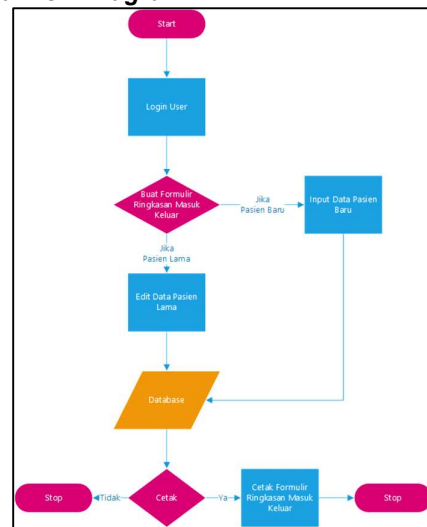 Start
Login User
Buat Formulir
Ringkasan Masuk
Keluar
Jika
Pasien Baru
Input Data Pasien
Baru
Jika
Pasien Lama
Edit Data Pasien
Lama
Database
Stop
Tidak
Cetak
Ya
Cetak Formulir
Ringkasan Masuk
Keluar
Stop